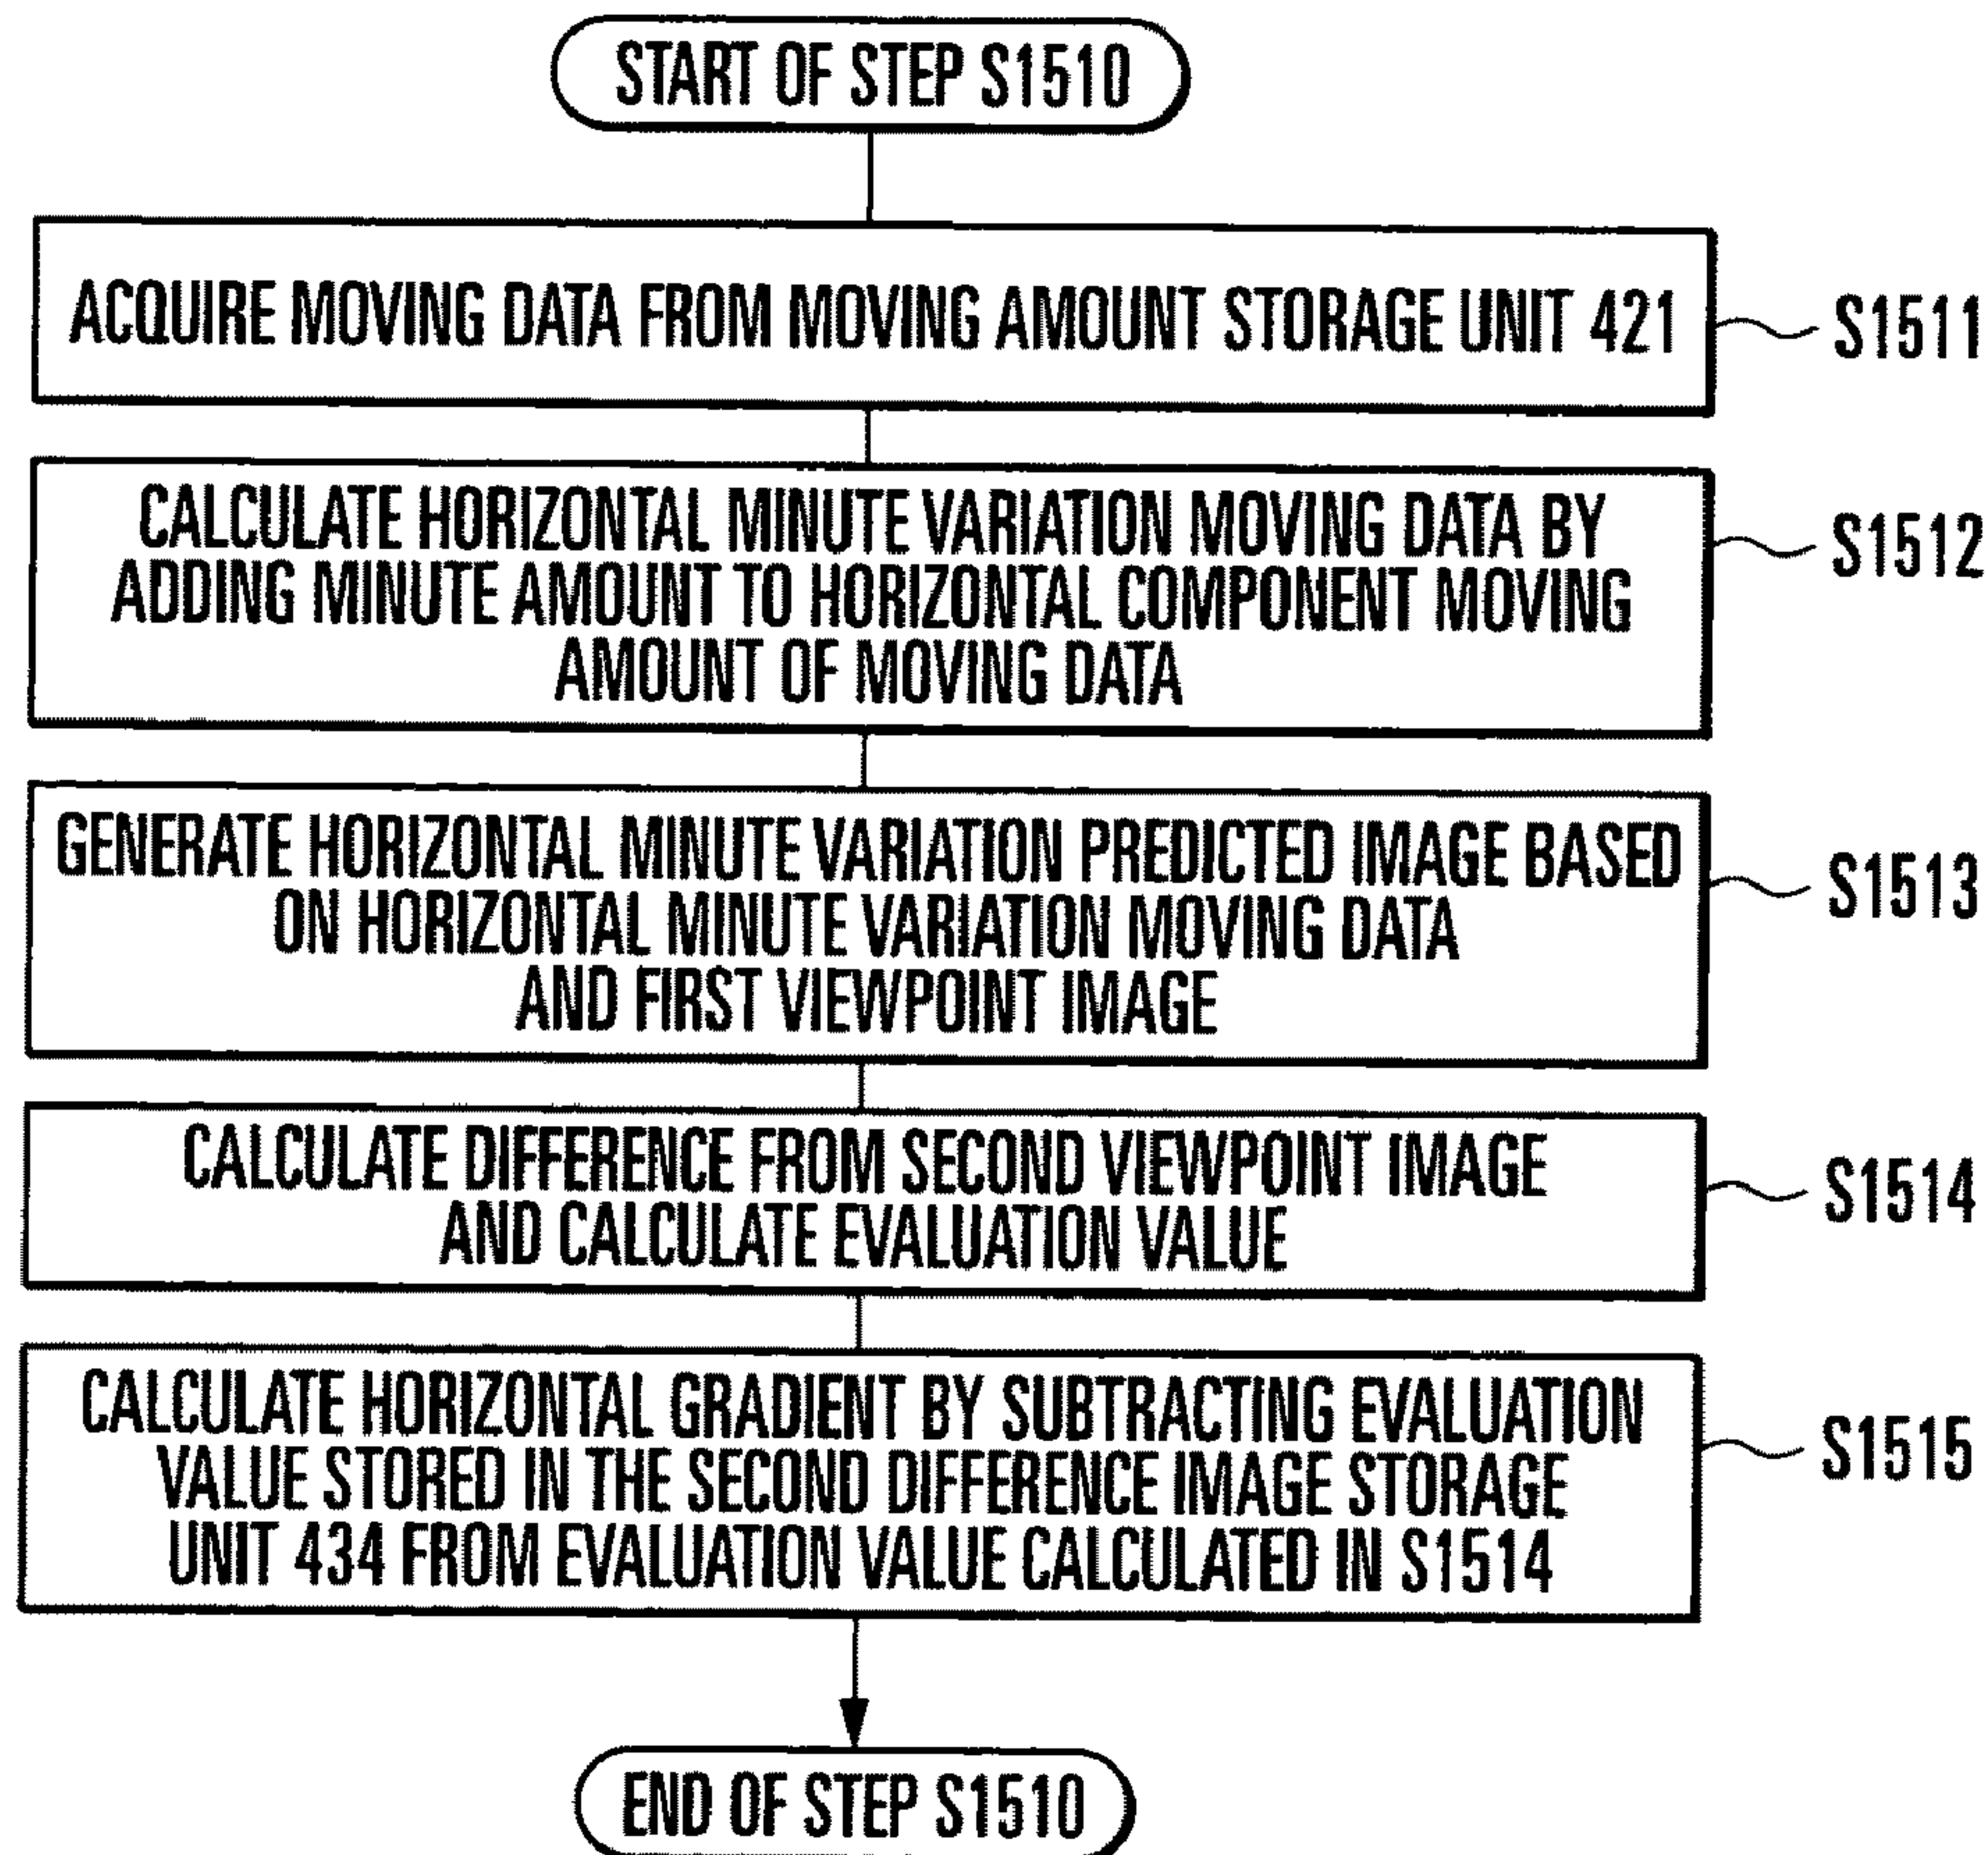 START OF STEP S1510
ACQUIRE MOVING DATA FROM MOVING AMOUNT STORAGE UNIT 421
S1511
CALCULATE HORIZONTAL MINUTE VARIATION MOVING DATA BY
ADDING MINUTE AMOUNT TO HORIZONTAL COMPONENT MOVING
AMOUNT OF MOVING DATA
S1512
GENERATE HORIZONTAL MINUTE VARIATION PREDICTED IMAGE BASED
ON HORIZONTAL MINUTE VARIATION MOVING DATA
AND FIRST VIEWPOINT IMAGE
S1513
CALCULATE DIFFERENCE FROM SECOND VIEWPOINT IMAGE
AND CALCULATE EVALUATION VALUE
S1514
CALCULATE HORIZONTAL GRADIENT BY SUBTRACTING EVALUATION
VALUE STORED IN THE SECOND DIFFERENCE IMAGE STORAGE
UNIT 434 FROM EVALUATION VALUE CALCULATED IN S1514
S1515
END OF STEP S1510